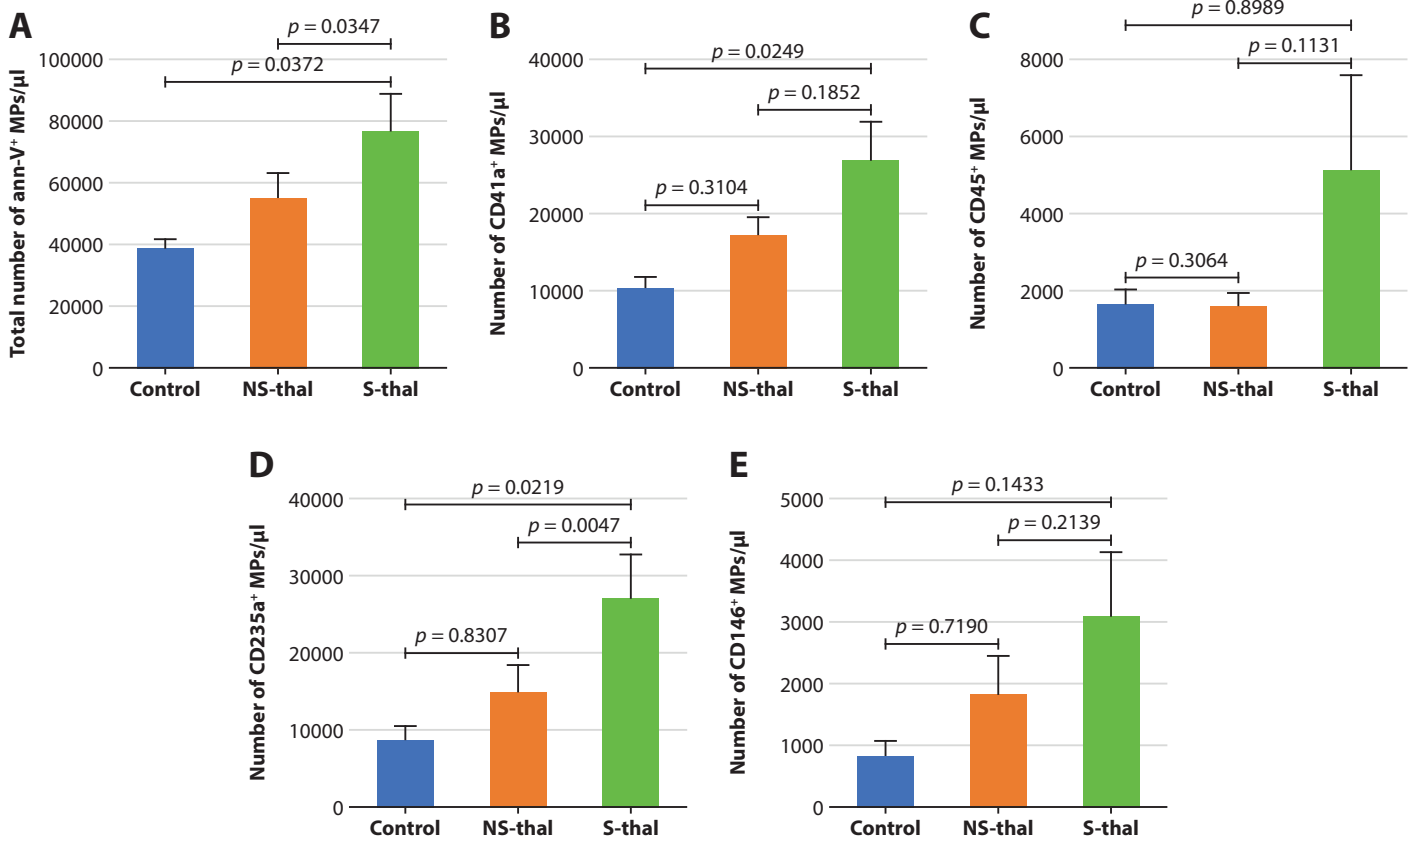 A
Total number of ann-V⁺ MPs/µl
p = 0.0347
p = 0.0372
100000
80000
60000
40000
20000
0
Control NS-thal S-thal
B
Number of CD41a⁺ MPs/µl
p = 0.0249
p = 0.1852
p = 0.3104
40000
30000
20000
10000
0
Control NS-thal S-thal
C
Number of CD45⁺ MPs/µl
p = 0.8989
p = 0.1131
p = 0.3064
8000
6000
4000
2000
0
Control NS-thal S-thal
D
Number of CD235a⁺ MPs/µl
p = 0.0219
p = 0.0047
p = 0.8307
40000
30000
20000
10000
0
Control NS-thal S-thal
E
Number of CD146⁺ MPs/µl
p = 0.1433
p = 0.2139
p = 0.7190
5000
4000
3000
2000
1000
0
Control NS-thal S-thal